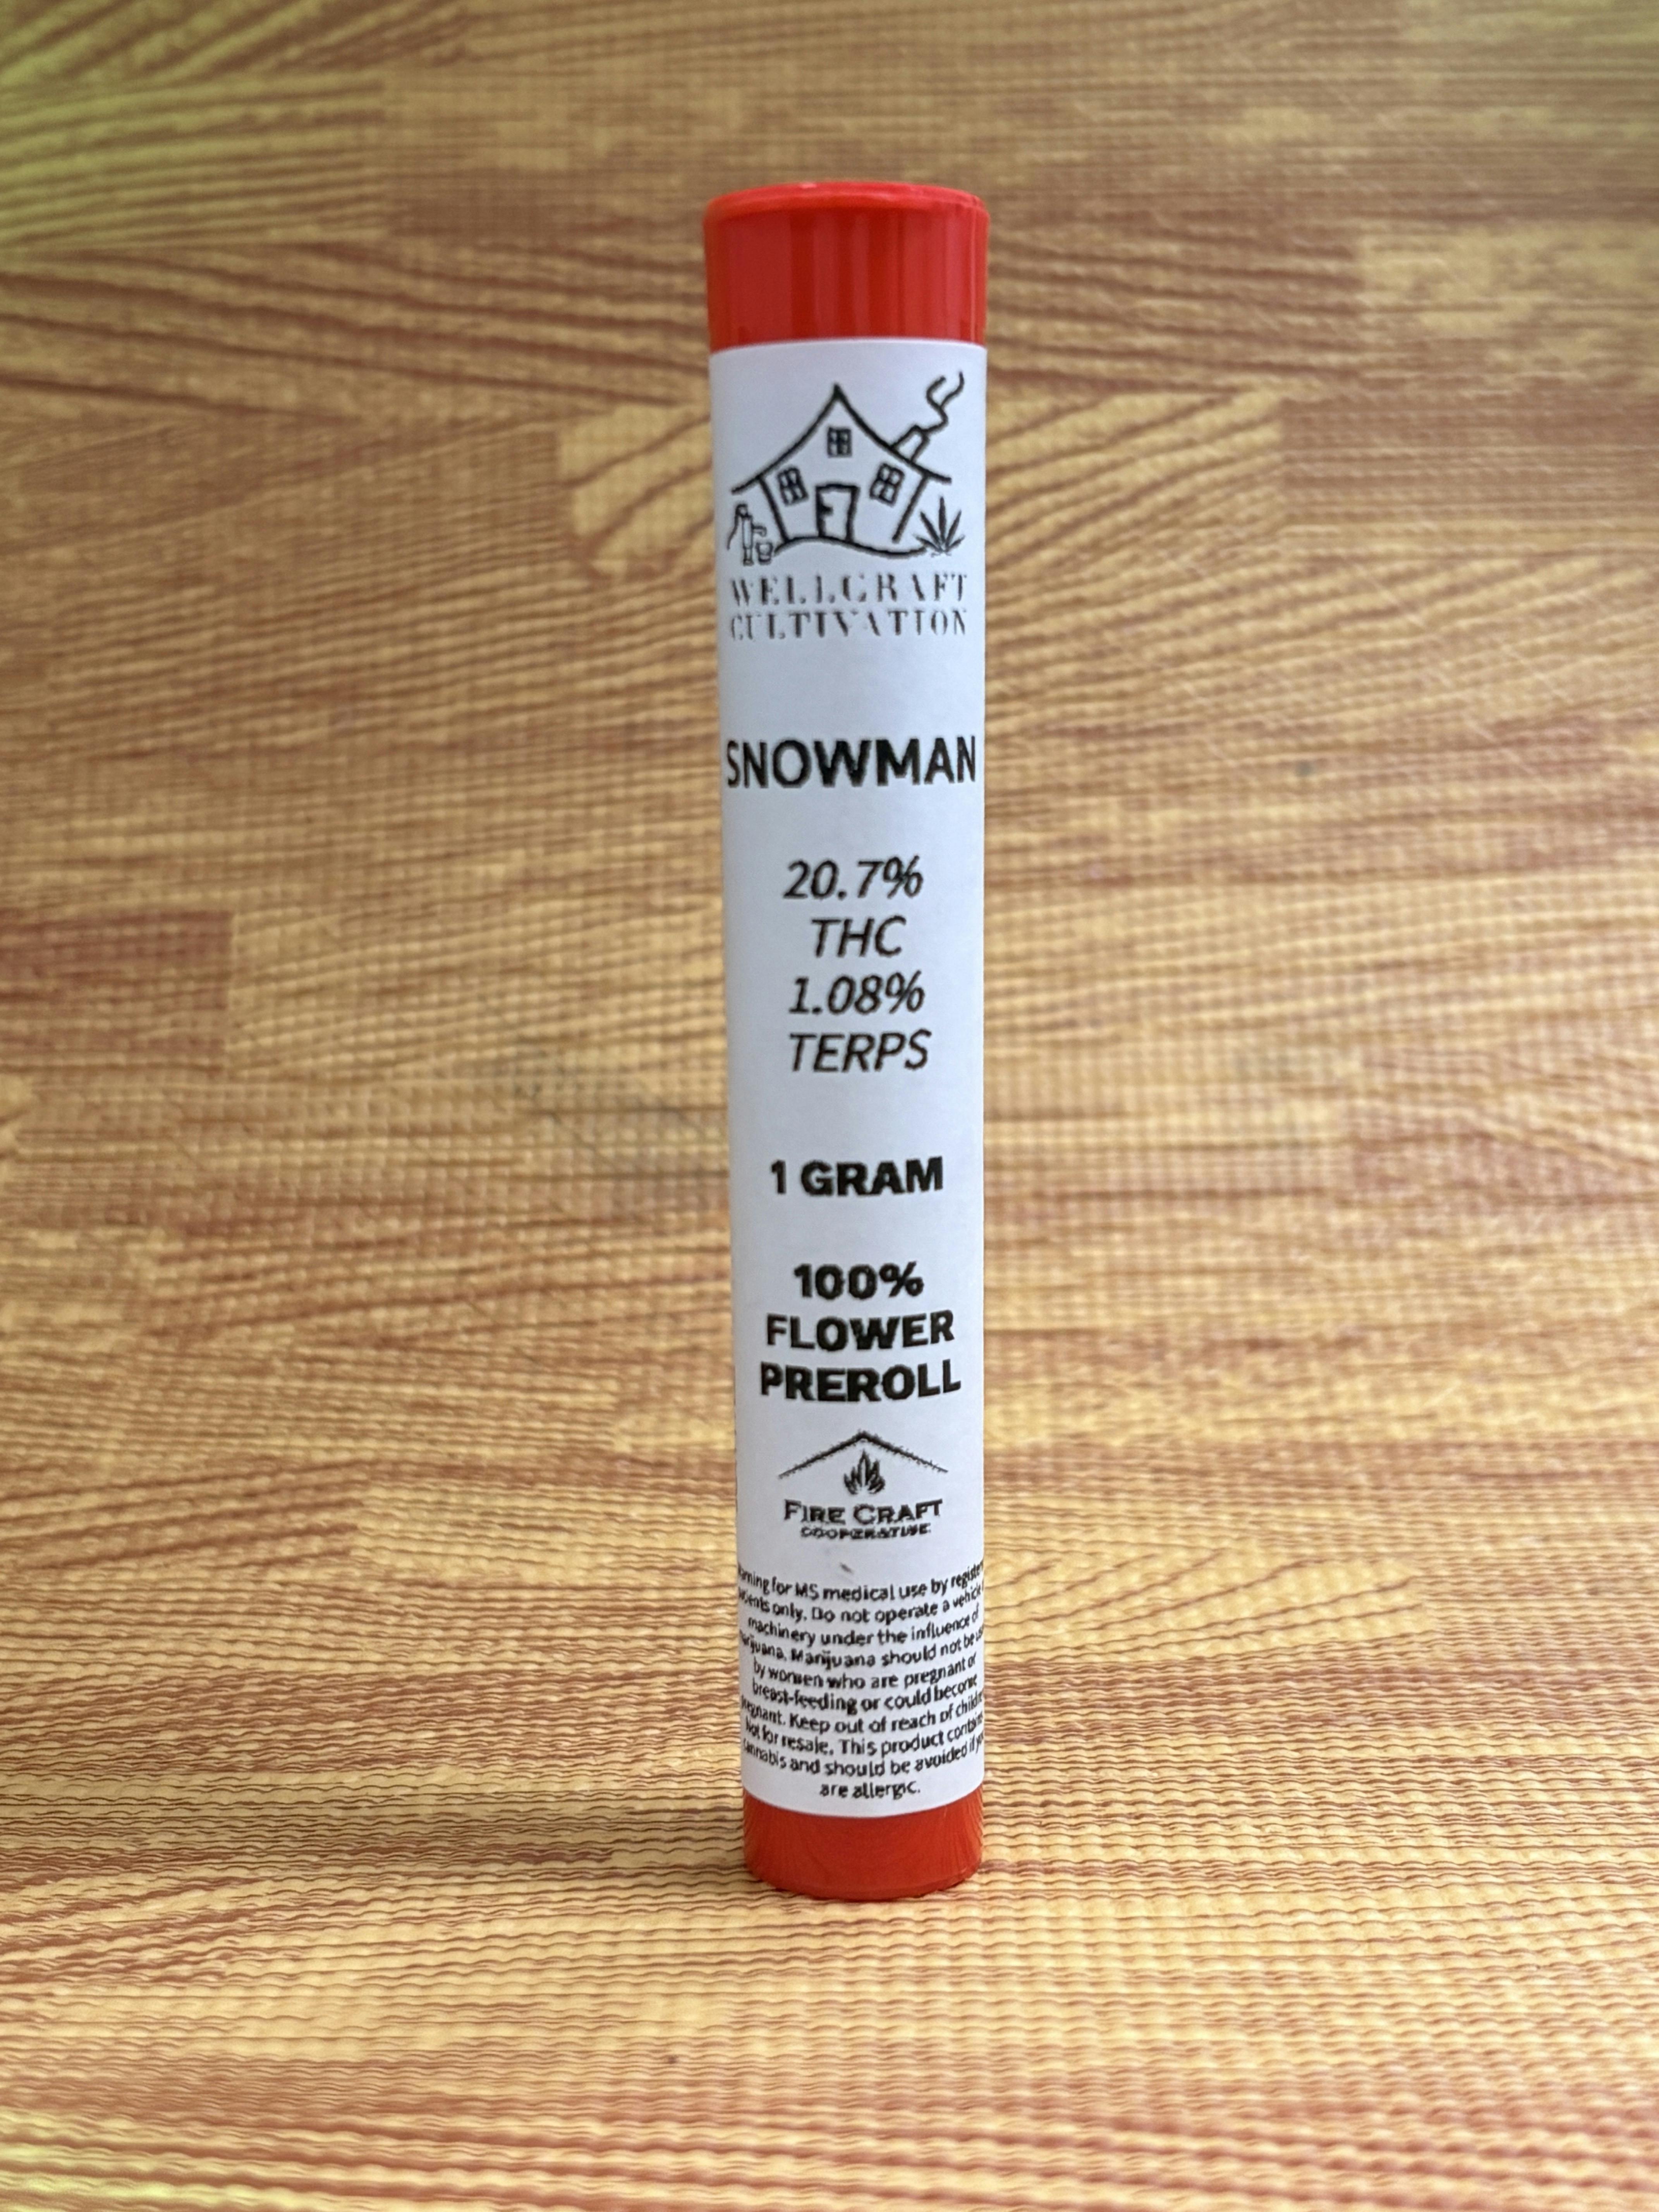 WELLCRAFT
CULTIVATION
SNOWMAN
20.7%
THC
1.08%
TERPS
1 GRAM
100%
FLOWER
PREROLL
FIRE CRAFT
COOPERATIVE
for MS medical use by
only. Do not operate a vehicle
machinery under the influence of
Marijuana should not be
by women who are pregnant or
breast-feeding or could become
Keep out of reach of
Not for resale. This product contains
and should be avoided if
are allergic.